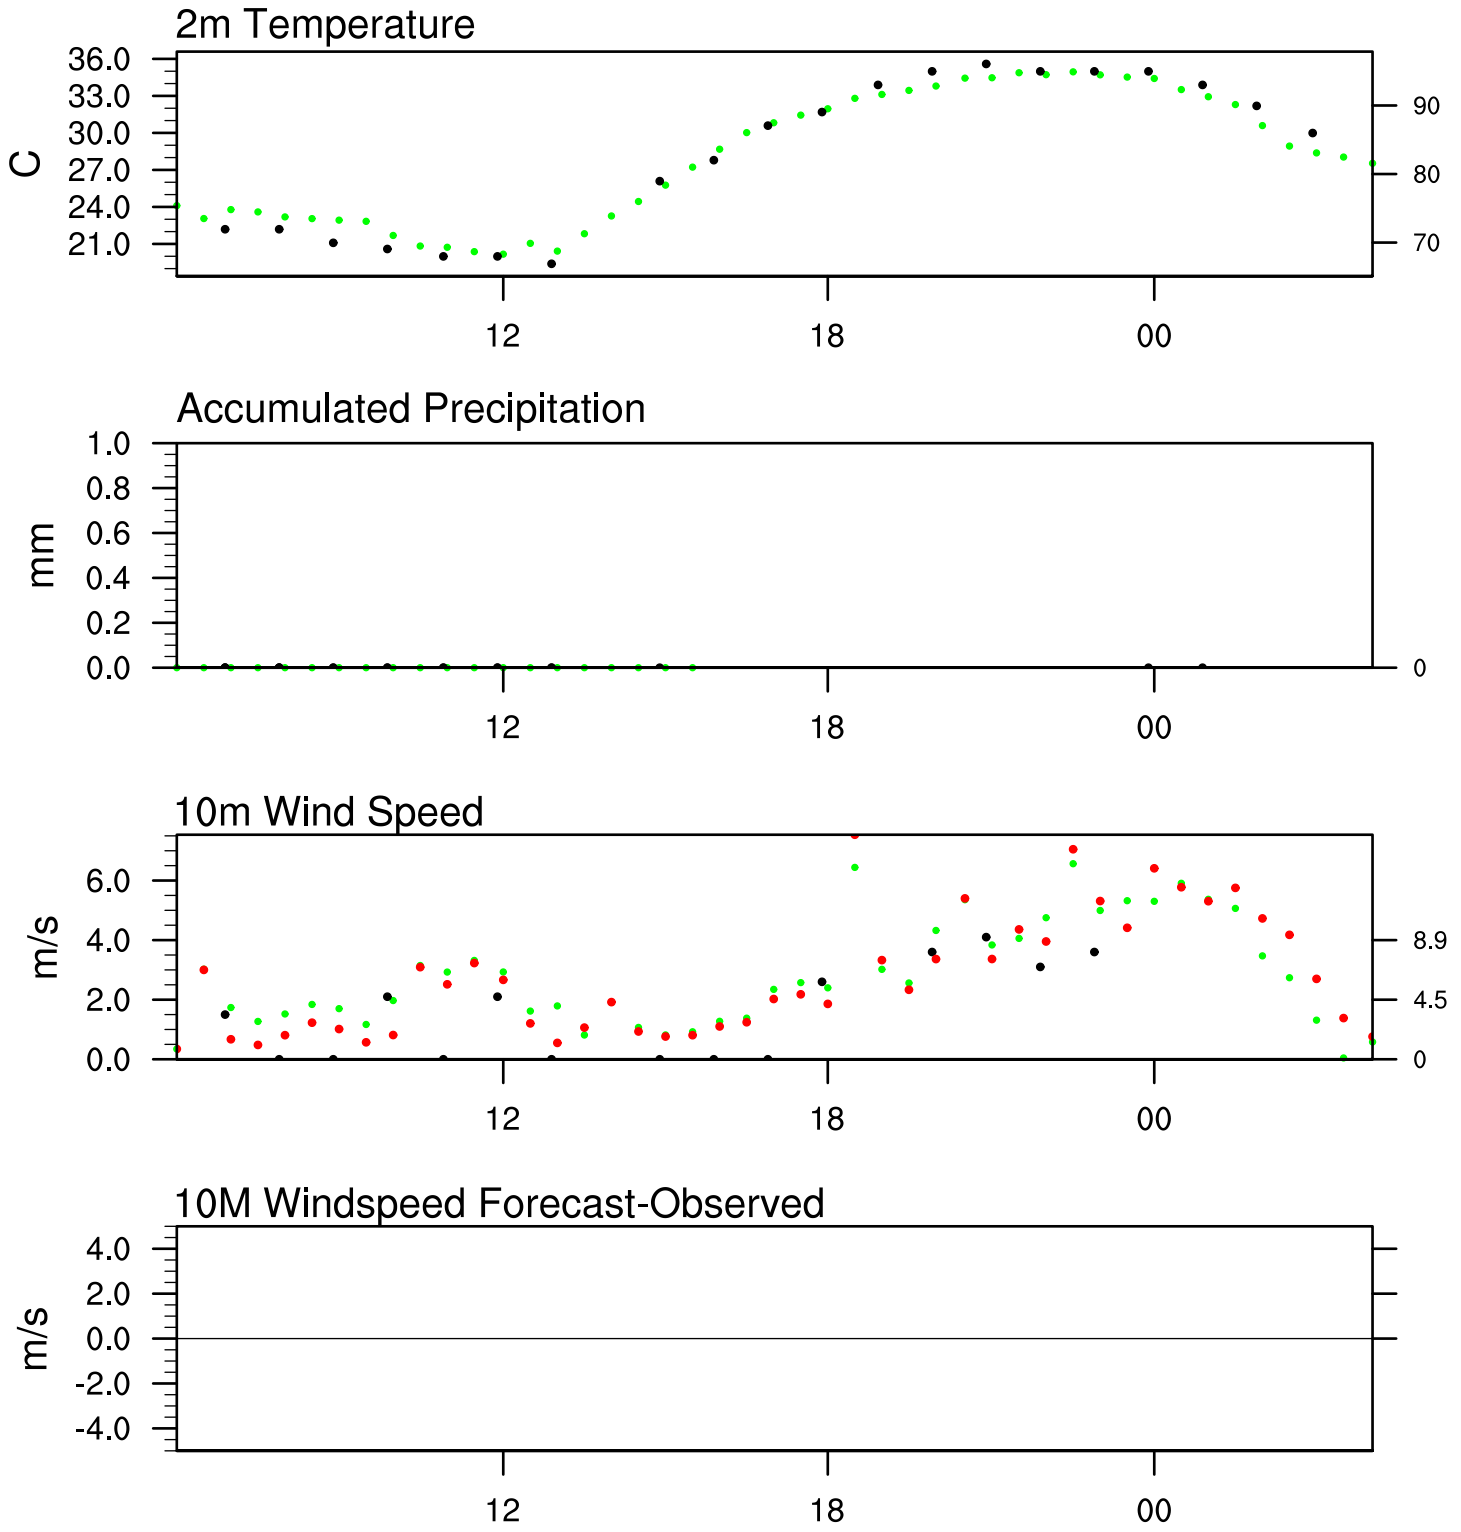 2m Temperature
36.0
33.0
30.0
27.0
24.0
21.0
C
90
80
70
12 18 00
Accumulated Precipitation
1.0
0.8
0.6
0.4
0.2
0.0
mm
0
12 18 00
10m Wind Speed
6.0
4.0
2.0
0.0
m/s
8.9
4.5
0
12 18 00
10M Windspeed Forecast-Observed
4.0
2.0
0.0
-2.0
-4.0
m/s
12 18 00